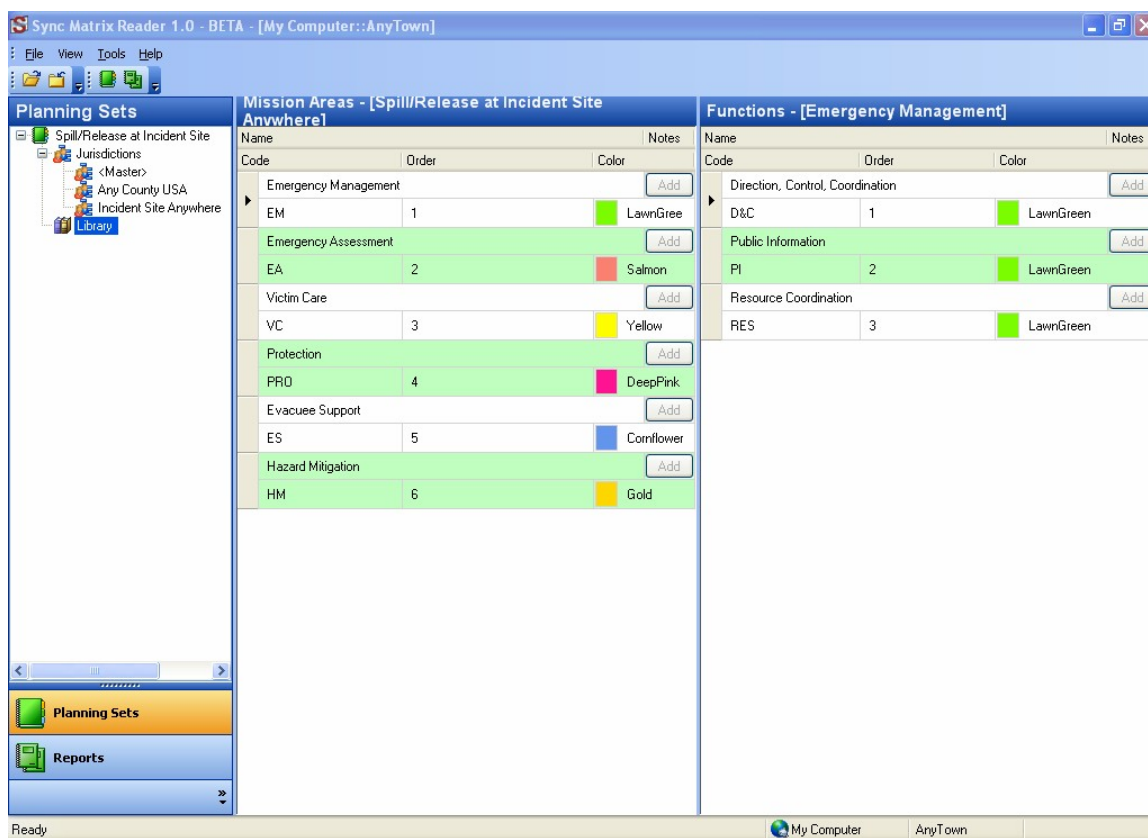 Sync Matrix Reader 1.0 - BETA - [My Computer::AnyTown]
File View Tools Help
Planning Sets
Spill/Release at Incident Site
Jurisdictions
<Master>
Any County USA
Incident Site Anywhere
Library
Planning Sets
Reports
Mission Areas - [Spill/Release at Incident Site
Anywhere]
Name Notes
Code Order Color
Emergency Management Add
EM 1 LawnGree
Emergency Assessment Add
EA 2 Salmon
Victim Care Add
VC 3 Yellow
Protection Add
PRO 4 DeepPink
Evacuee Support Add
ES 5 Cornflower
Hazard Mitigation Add
HM 6 Gold
Functions - [Emergency Management]
Name Notes
Code Order Color
Direction, Control, Coordination Add
D&C 1 LawnGreen
Public Information Add
PI 2 LawnGreen
Resource Coordination Add
RES 3 LawnGreen
Ready My Computer AnyTown